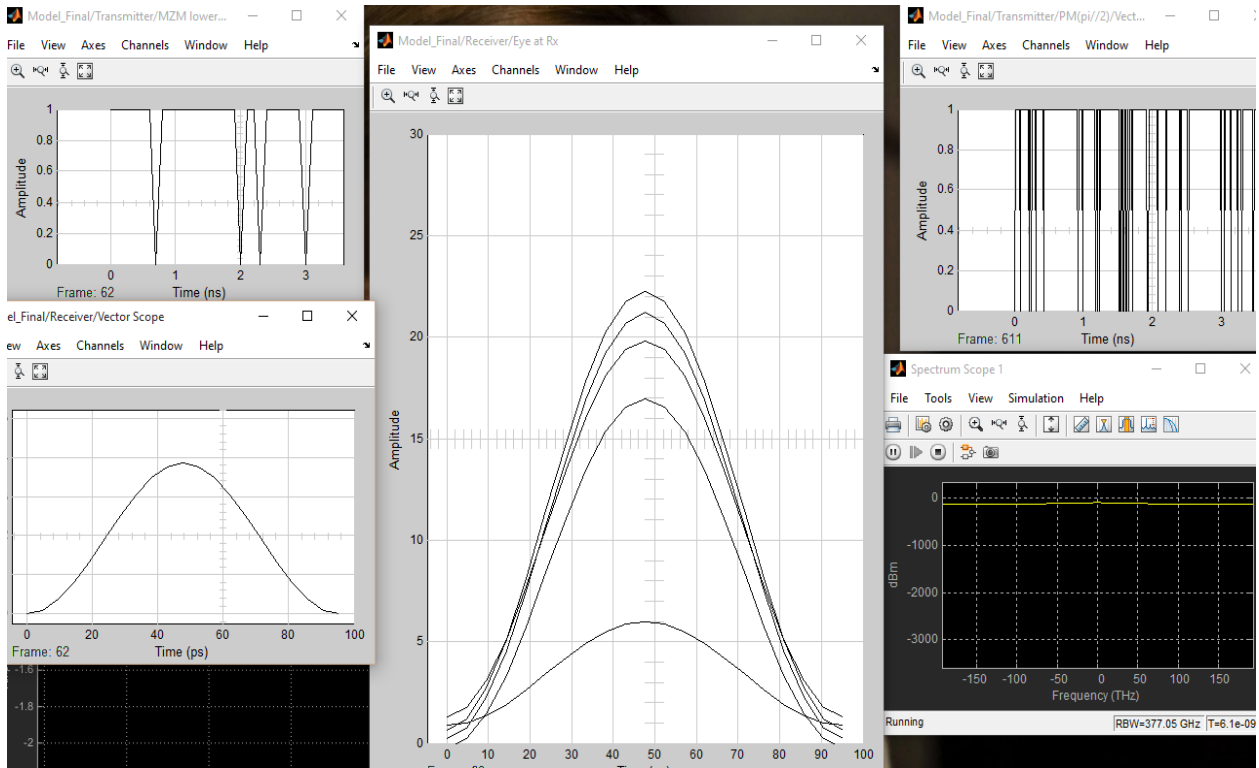 Model_Final/Transmitter/MZM lower...
File View Axes Channels Window Help
1
0.8
0.6
0.4
0.2
0
Amplitude
0 1 2 3
Frame: 62 Time (ns)
el_Final/Receiver/Vector Scope
ew Axes Channels Window Help
0 20 40 60 80 100
Frame: 62 Time (ps)
-1.6
-1.8
-2
Model_Final/Receiver/Eye at Rx
File View Axes Channels Window Help
30
25
20
15
10
5
0
Amplitude
0 10 20 30 40 50 60 70 80 90 100
Model_Final/Transmitter/PM(pi//2)/Vect...
File View Axes Channels Window Help
1
0.8
0.6
0.4
0.2
0
Amplitude
0 1 2 3
Frame: 611 Time (ns)
Spectrum Scope 1
File Tools View Simulation Help
0
-1000
-2000
-3000
dBm
-150 -100 -50 0 50 100 150
Frequency (THz)
Running RBW=377.05 GHz T=6.1e-09